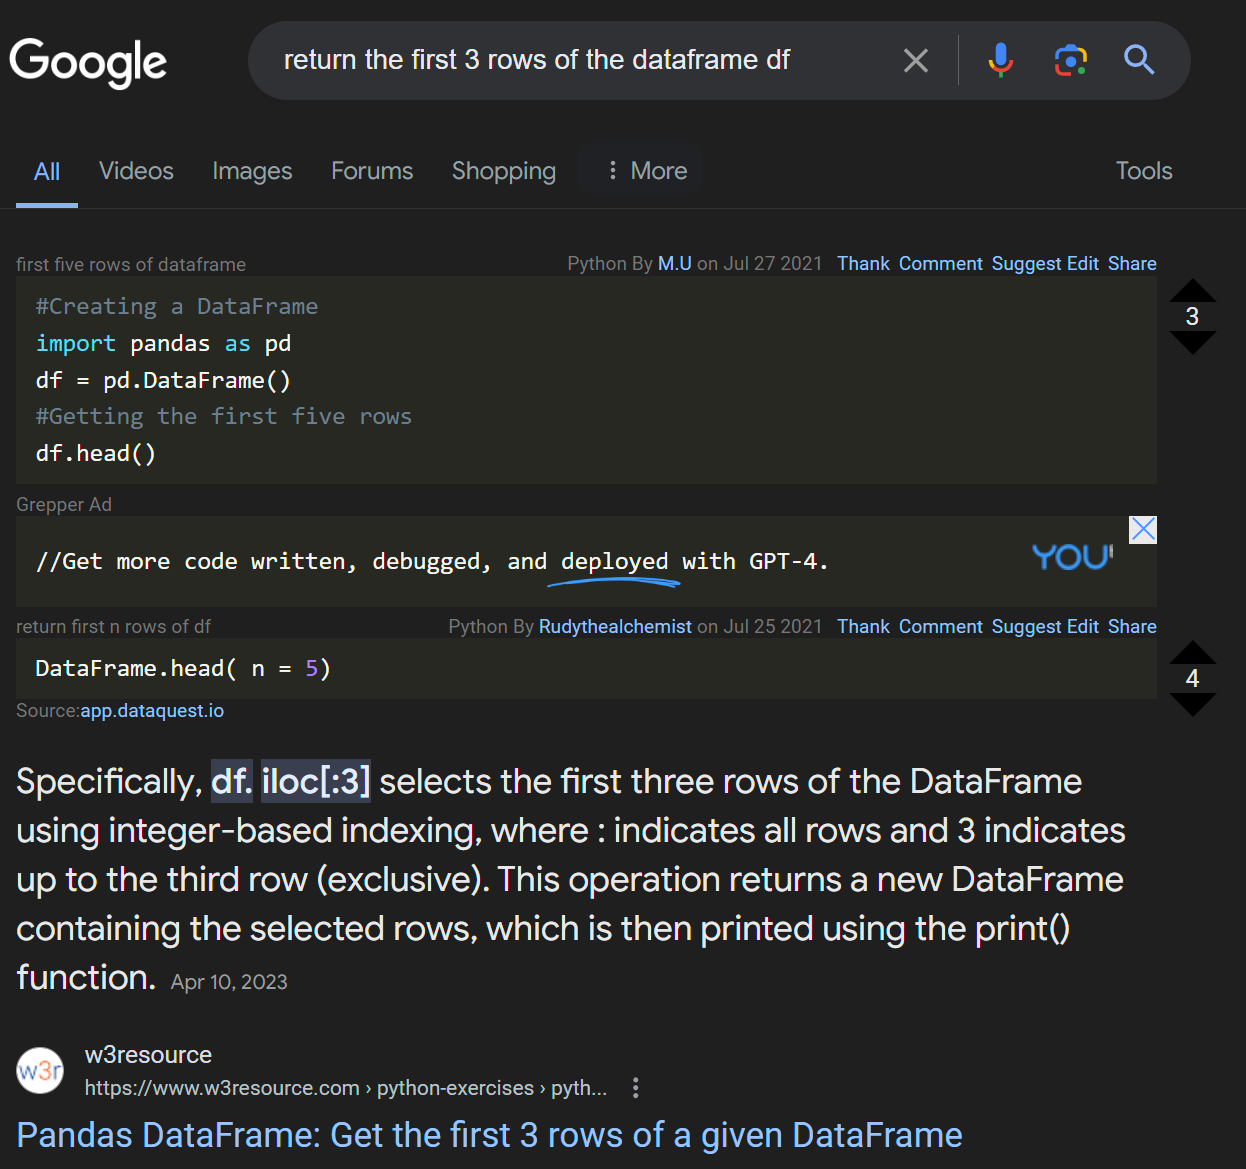 Google
return the first 3 rows of the dataframe df
All Videos Images Forums Shopping More Tools
first five rows of dataframe Python By M.U on Jul 27 2021 Thank Comment Suggest Edit Share
#Creating a DataFrame
import pandas as pd
df = pd.DataFrame()
#Getting the first five rows
df.head()
3
Grepper Ad
//Get more code written, debugged, and deployed with GPT-4.
YOU
return first n rows of df Python By Rudythealchemist on Jul 25 2021 Thank Comment Suggest Edit Share
DataFrame.head( n = 5)
4
Source:app.dataquest.io
Specifically, df. iloc[:3] selects the first three rows of the DataFrame
using integer-based indexing, where : indicates all rows and 3 indicates
up to the third row (exclusive). This operation returns a new DataFrame
containing the selected rows, which is then printed using the print()
function. Apr 10, 2023
w3r
w3resource
https://www.w3resource.com › python-exercises › pyth...
Pandas DataFrame: Get the first 3 rows of a given DataFrame